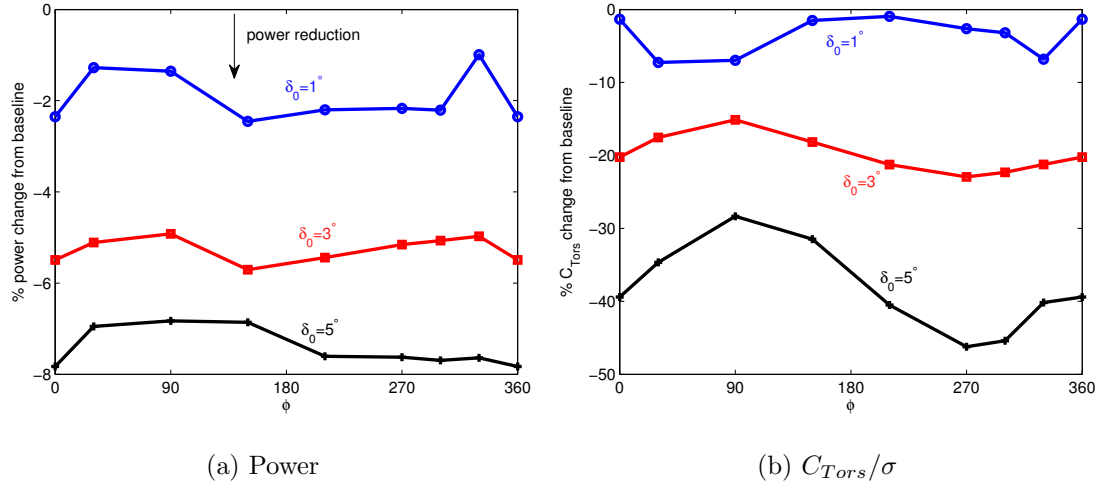 % power change from baseline
0
−2
−4
−6
−8
power reduction
δ₀=1°
δ₀=3°
δ₀=5°
0 90 180 270 360
ϕ
(a) Power
% C_Tors change from baseline
0
−10
−20
−30
−40
−50
δ₀=1°
δ₀=3°
δ₀=5°
0 90 180 270 360
ϕ
(b) C_Tors/σ